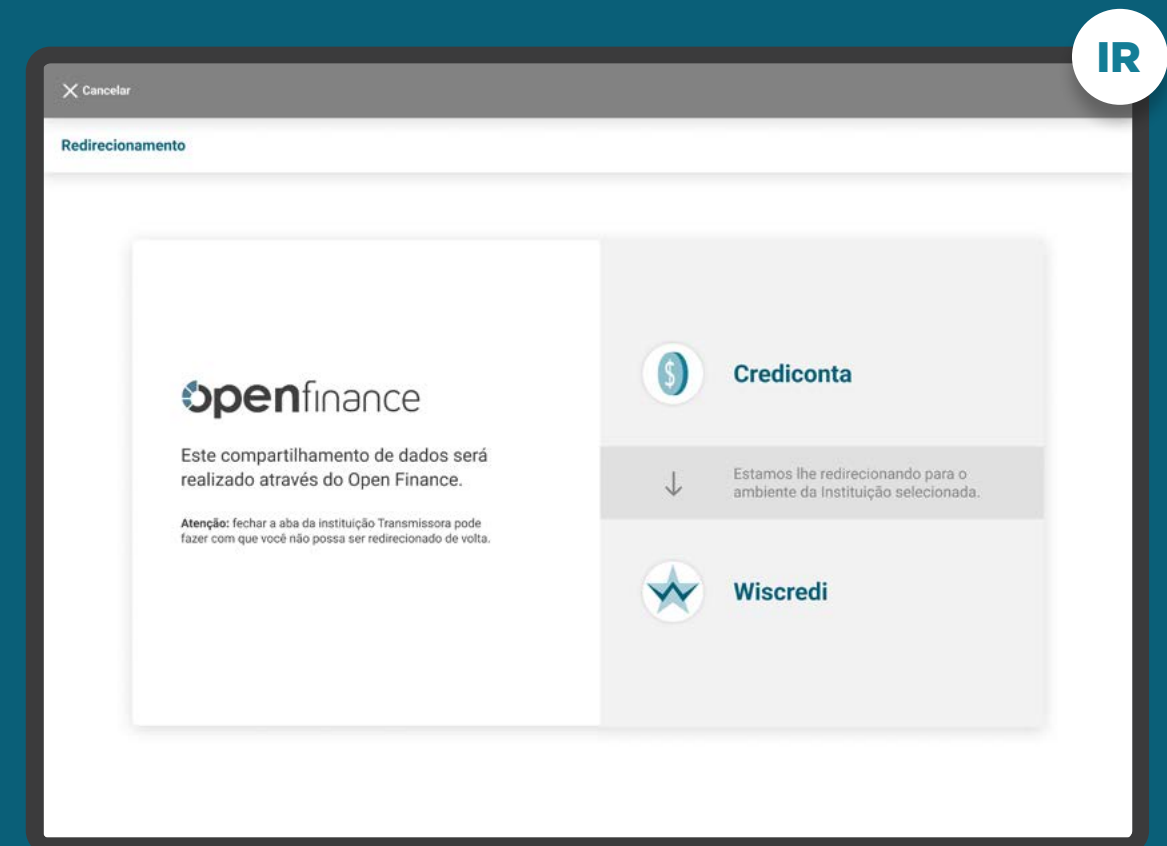 IR
Cancelar
Redirecionamento
openfinance
Este compartilhamento de dados será
realizado através do Open Finance.
Atenção: fechar a aba da instituição Transmissora pode
fazer com que você não possa ser redirecionado de volta.
$
Crediconta
Estamos lhe redirecionando para o
ambiente da Instituição selecionada.
Wiscredi